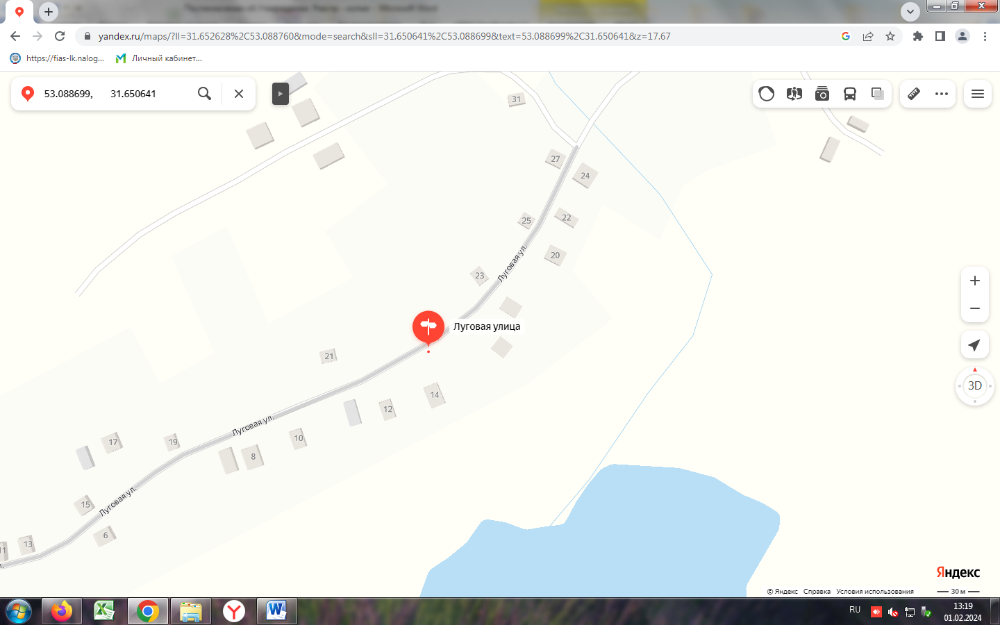 yandex.ru/maps/?ll=31.652628%2C53.088760&mode=search&sll=31.650641%2C53.088699&text=53.088699%2C31.650641&z=17.67
https://fias-lk.nalog...
Личный кабинет...
53.088699, 31.650641
31
27
24
25
22
20
Луговая ул.
23
Луговая улица
21
14
12
Луговая ул.
10
17
19
8
15
Луговая ул.
6
13
11
3D
Яндекс
© Яндекс Справка Условия использования
30 м
RU
13:19
01.02.2024